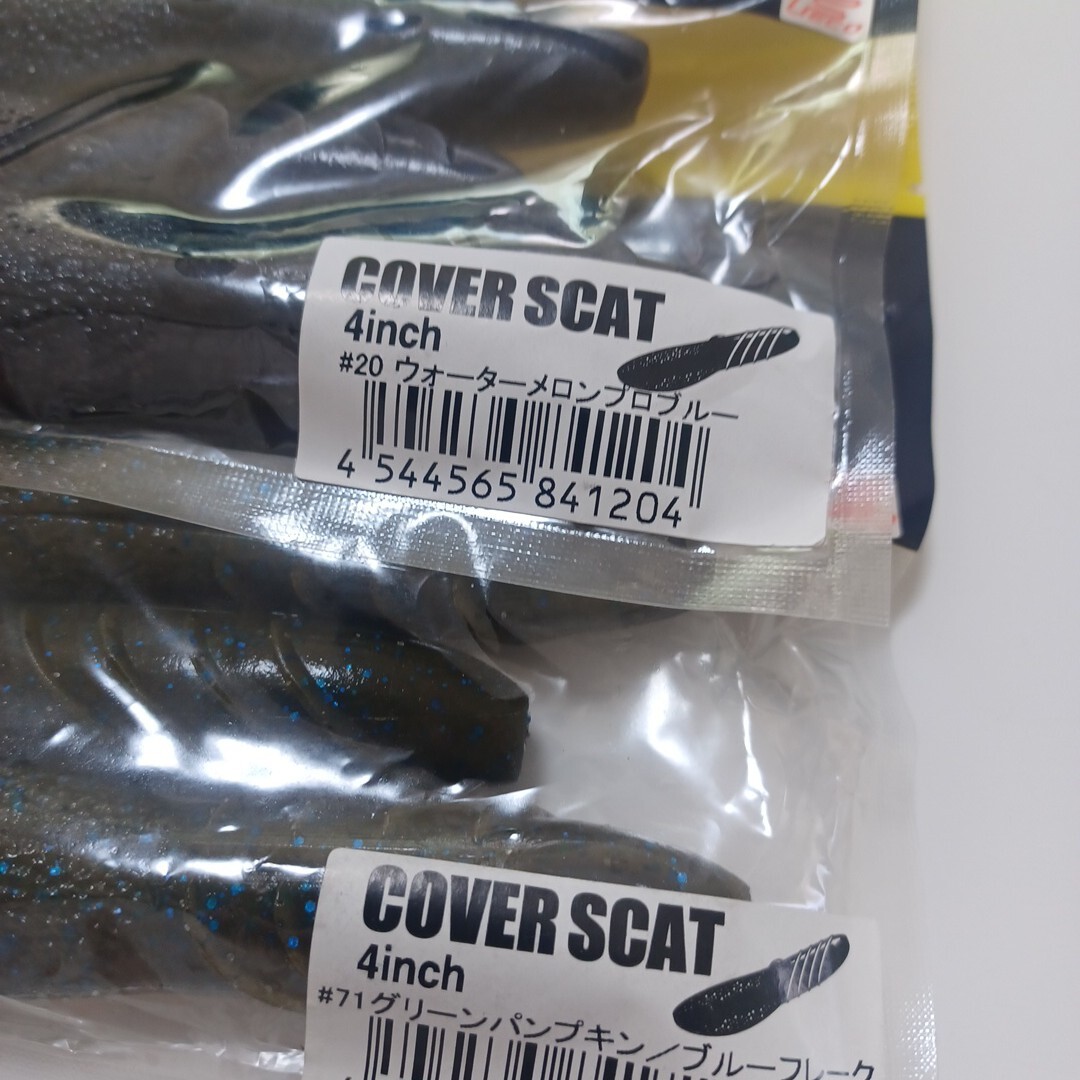 COVER SCAT
4inch
#20 ウォーターメロンプロブルー
4 544565 841204
COVER SCAT
4inch
#71グリーンパンプキン／ブルーフレーク